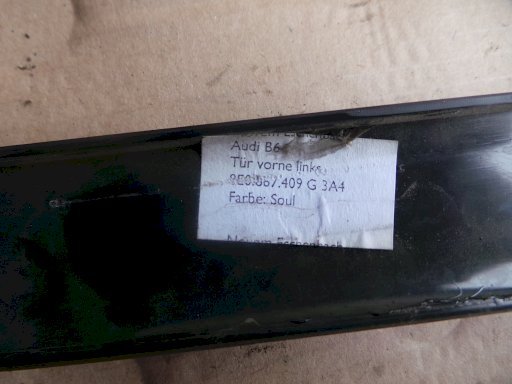 Audi B6
Tür vorne links
8E0.867.409 G 3A4
Farbe: Soul